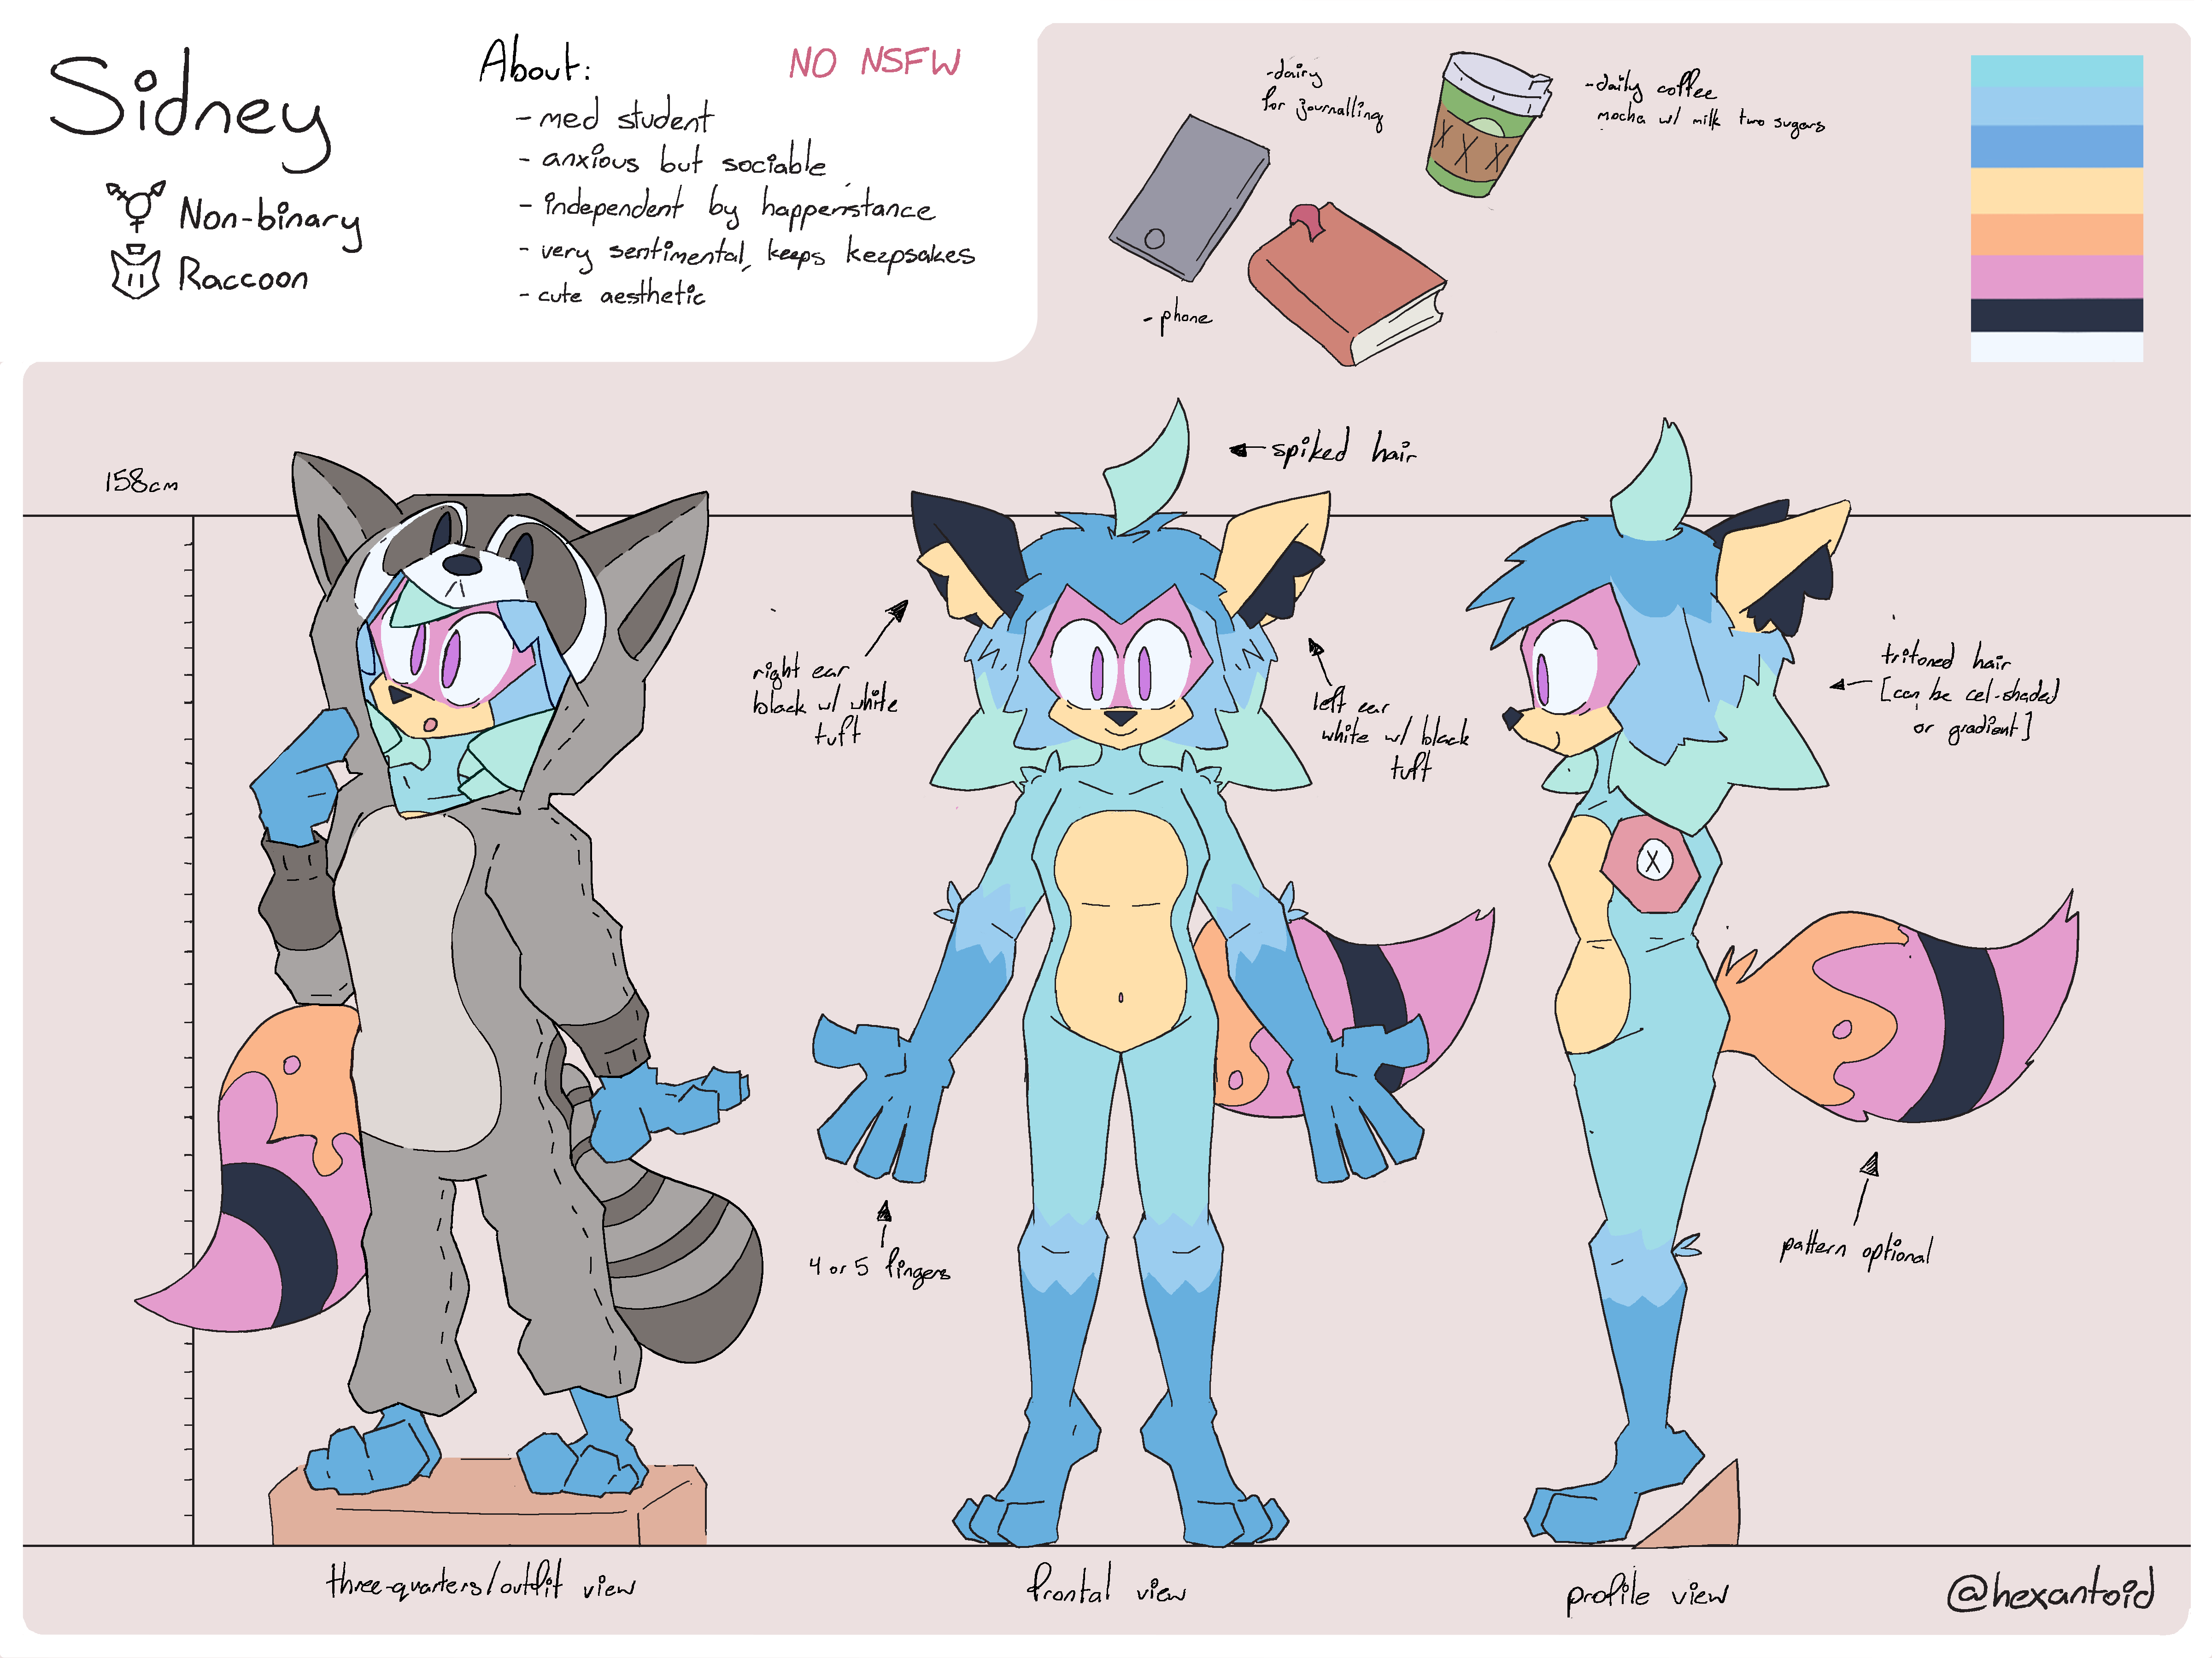 Sidney
Non-binary
Raccoon
About:
NO NSFW
- med student
- anxious but sociable
- independent by happenstance
- very sentimental, keeps keepsakes
- cute aesthetic
-dairy
for journalling
-daily coffee
mocha w/ milk two sugars
- phone
158cm
spiked hair
right ear
black w/ white
tuft
left ear
white w/ black
tuft
tritoned hair
[can be cel-shaded
or gradient]
4 or 5 fingers
pattern optional
three-quarters/outfit view
frontal view
profile view
@hexantoid